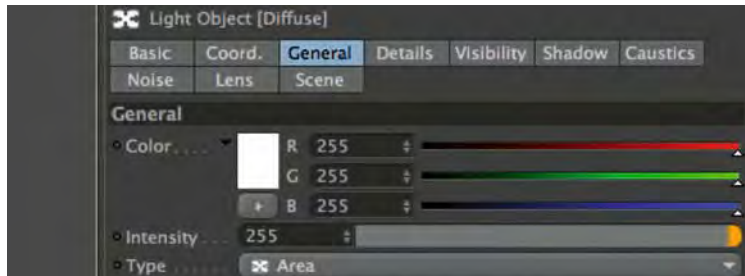 Light Object [Diffuse]
Basic Coord. General Details Visibility Shadow Caustics
Noise Lens Scene
General
Color.... R 255
G 255
B 255
Intensity ... 255
Type ...... Area